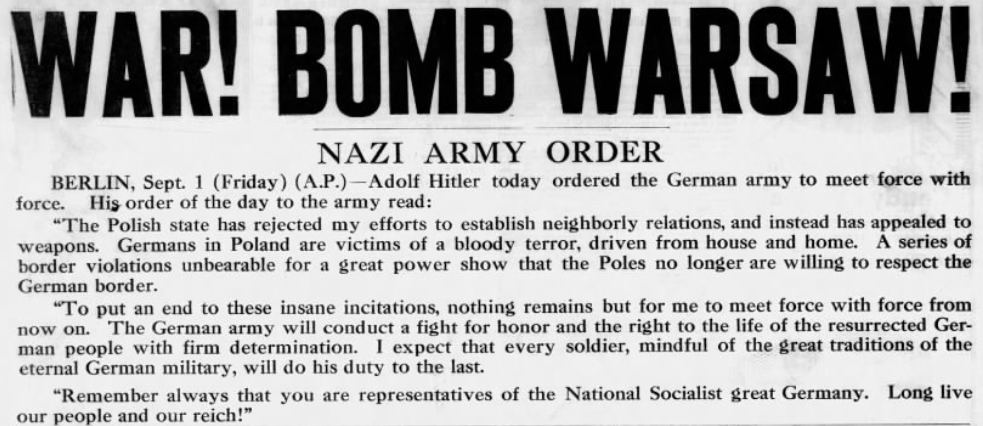 WAR! BOMB WARSAW!
NAZI ARMY ORDER
BERLIN, Sept. 1 (Friday) (A.P.)—Adolf Hitler today ordered the German army to meet force with
force. His order of the day to the army read:
"The Polish state has rejected my efforts to establish neighborly relations, and instead has appealed to
weapons. Germans in Poland are victims of a bloody terror, driven from house and home. A series of
border violations unbearable for a great power show that the Poles no longer are willing to respect the
German border.
"To put an end to these insane incitations, nothing remains but for me to meet force with force from
now on. The German army will conduct a fight for honor and the right to the life of the resurrected Ger-
man people with firm determination. I expect that every soldier, mindful of the great traditions of the
eternal German military, will do his duty to the last.
"Remember always that you are representatives of the National Socialist great Germany. Long live
our people and our reich!"